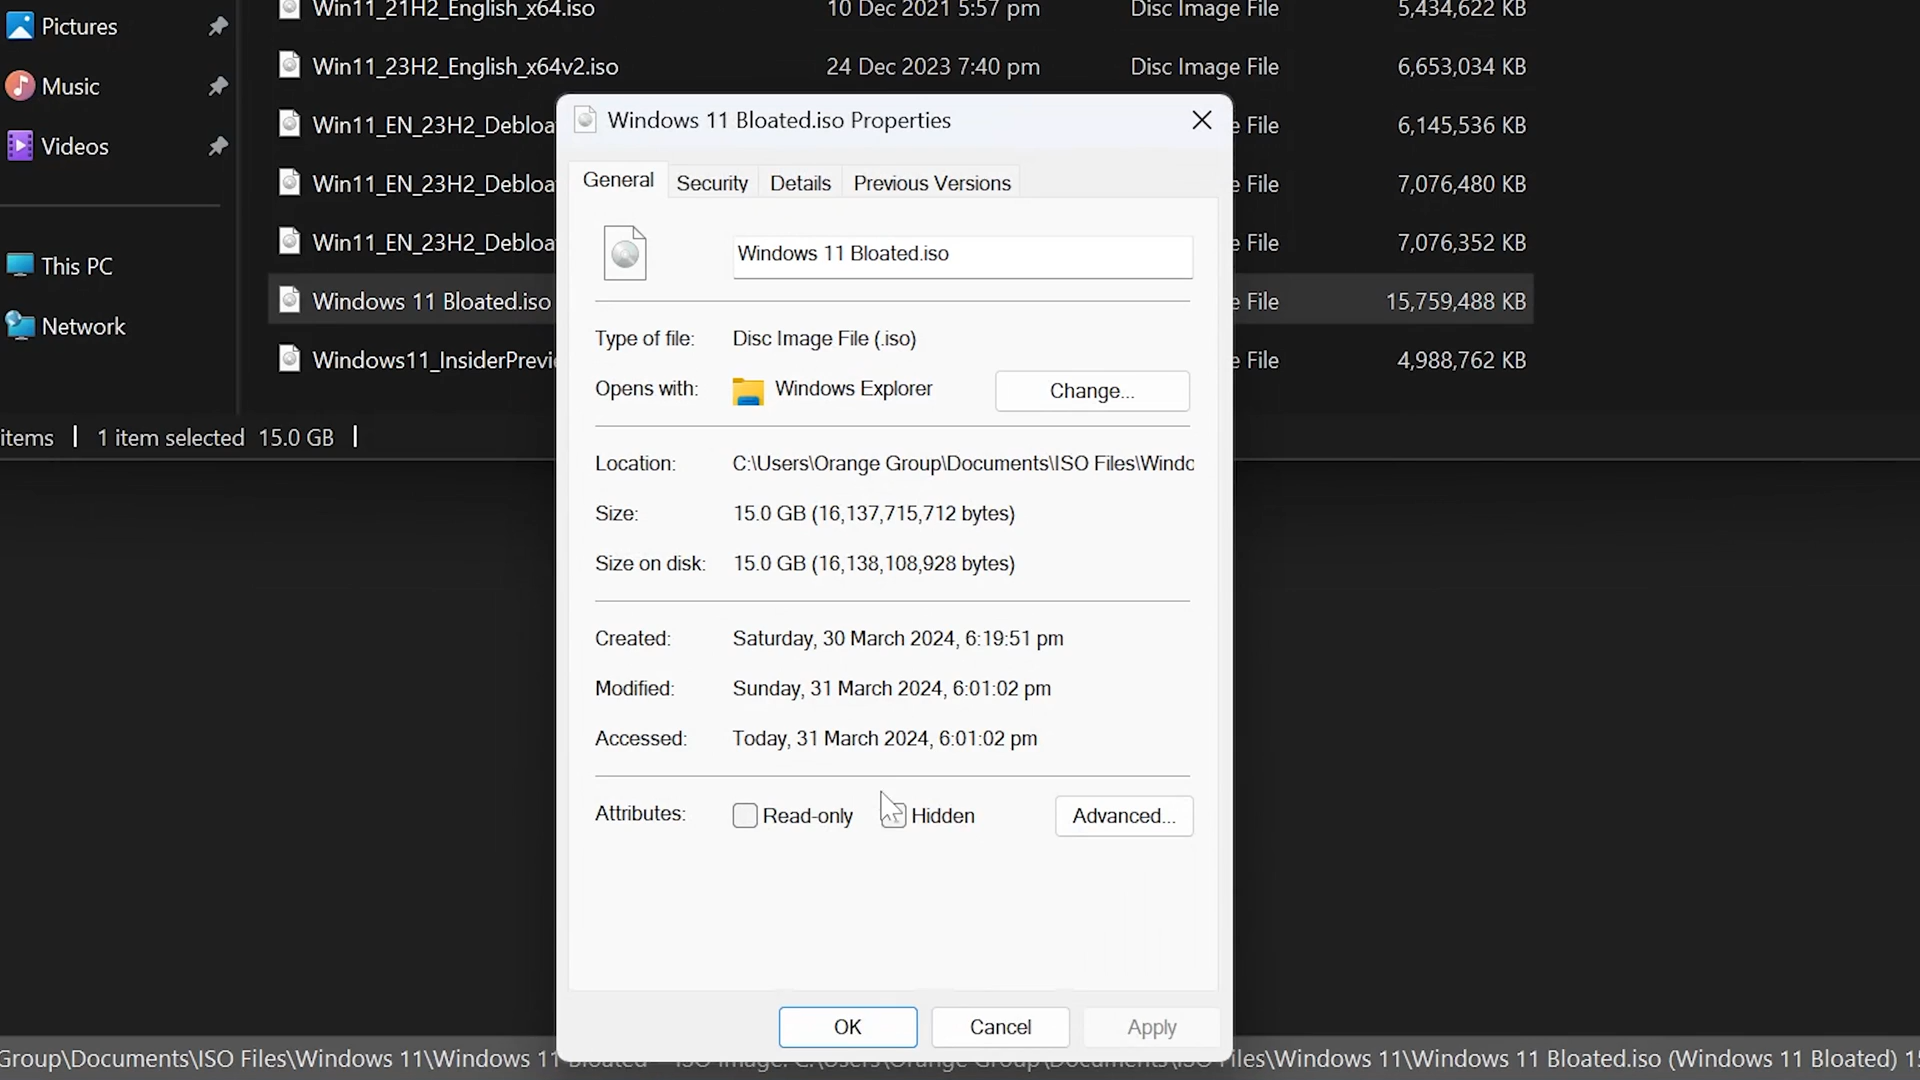 Pictures
Music
Videos
This PC
Network
Win11_21H2_English_x64.iso 10 Dec 2021 5:57 pm Disc Image File 5,434,622 KB
Win11_23H2_English_x64v2.iso 24 Dec 2023 7:40 pm Disc Image File 6,653,034 KB
Win11_EN_23H2_Debloa e File 6,145,536 KB
Win11_EN_23H2_Debloa e File 7,076,480 KB
Win11_EN_23H2_Debloa e File 7,076,352 KB
Windows 11 Bloated.iso e File 15,759,488 KB
Windows11_InsiderPrevi e File 4,988,762 KB
items | 1 item selected 15.0 GB |
Windows 11 Bloated.iso Properties
General Security Details Previous Versions
Windows 11 Bloated.iso
Type of file: Disc Image File (.iso)
Opens with: Windows Explorer Change...
Location: C:\Users\Orange Group\Documents\ISO Files\Windo
Size: 15.0 GB (16,137,715,712 bytes)
Size on disk: 15.0 GB (16,138,108,928 bytes)
Created: Saturday, 30 March 2024, 6:19:51 pm
Modified: Sunday, 31 March 2024, 6:01:02 pm
Accessed: Today, 31 March 2024, 6:01:02 pm
Attributes: Read-only Hidden Advanced...
OK Cancel Apply
Group\Documents\ISO Files\Windows 11\Windows 11 Bloated iles\Windows 11\Windows 11 Bloated.iso (Windows 11 Bloated) 15